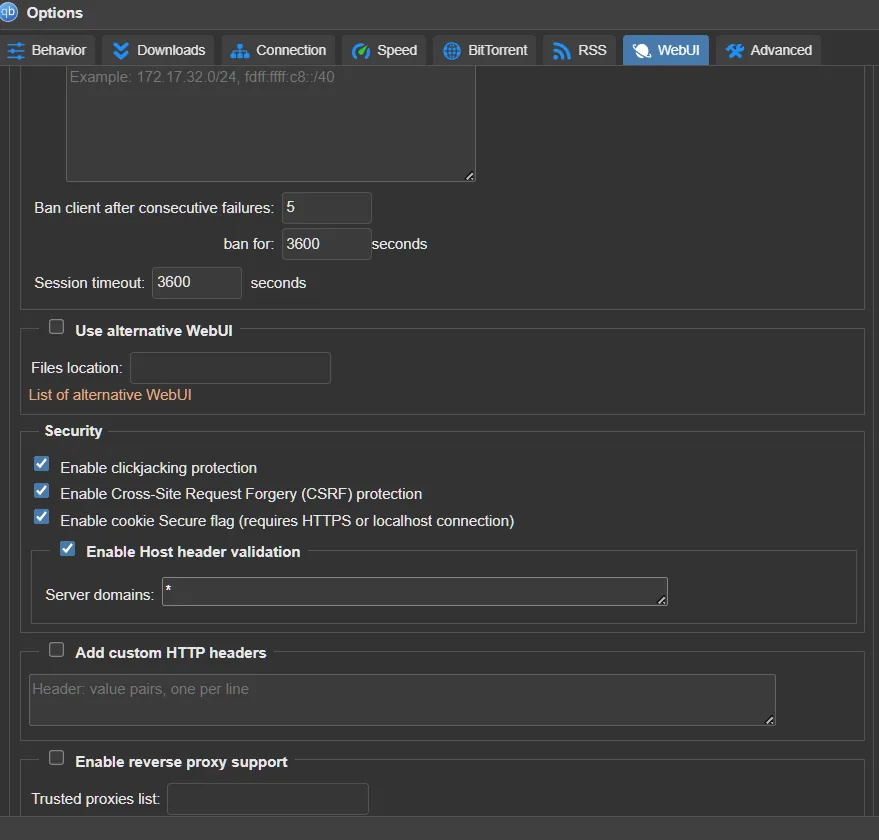 qb Options
Behavior Downloads Connection Speed BitTorrent RSS WebUI Advanced
Example: 172.17.32.0/24, fdff:ffff:c8::/40
Ban client after consecutive failures: 5
ban for: 3600 seconds
Session timeout: 3600 seconds
Use alternative WebUI
Files location:
List of alternative WebUI
Security
Enable clickjacking protection
Enable Cross-Site Request Forgery (CSRF) protection
Enable cookie Secure flag (requires HTTPS or localhost connection)
Enable Host header validation
Server domains: *
Add custom HTTP headers
Header: value pairs, one per line
Enable reverse proxy support
Trusted proxies list: